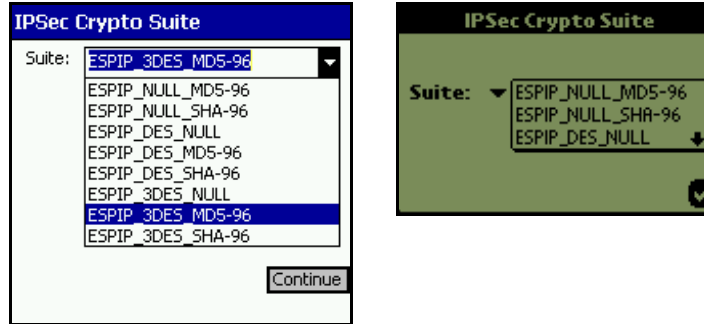 IPSec Crypto Suite
Suite: ESPIP_3DES_MD5-96
ESPIP_NULL_MD5-96
ESPIP_NULL_SHA-96
ESPIP_DES_NULL
ESPIP_DES_MD5-96
ESPIP_DES_SHA-96
ESPIP_3DES_NULL
ESPIP_3DES_MD5-96
ESPIP_3DES_SHA-96
Continue
IPSec Crypto Suite
Suite: ESPIP_NULL_MD5-96
ESPIP_NULL_SHA-96
ESPIP_DES_NULL